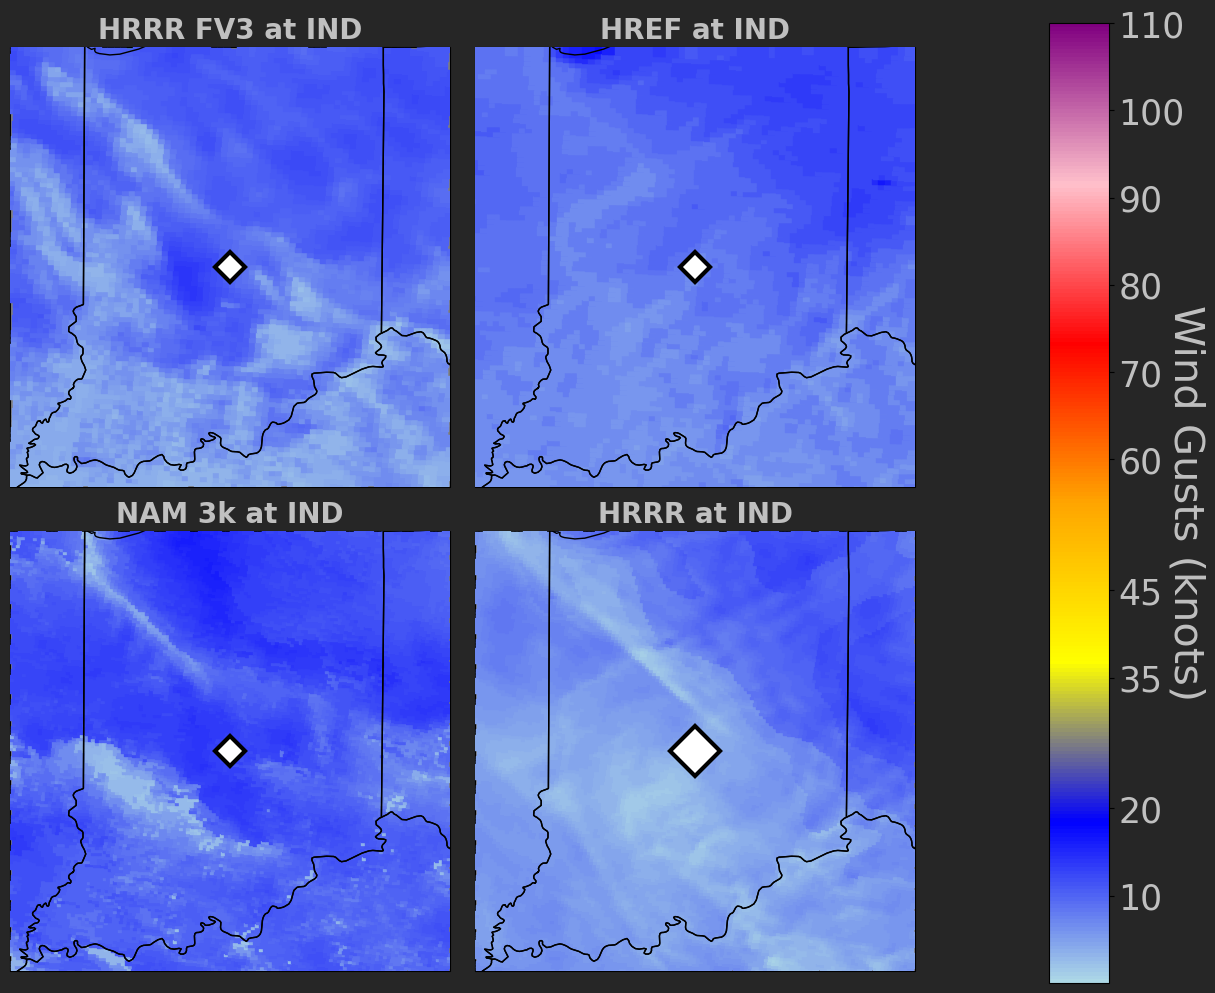 HRRR FV3 at IND
HREF at IND
NAM 3k at IND
HRRR at IND
110
100
90
80
70
60
45
35
20
10
Wind Gusts (knots)